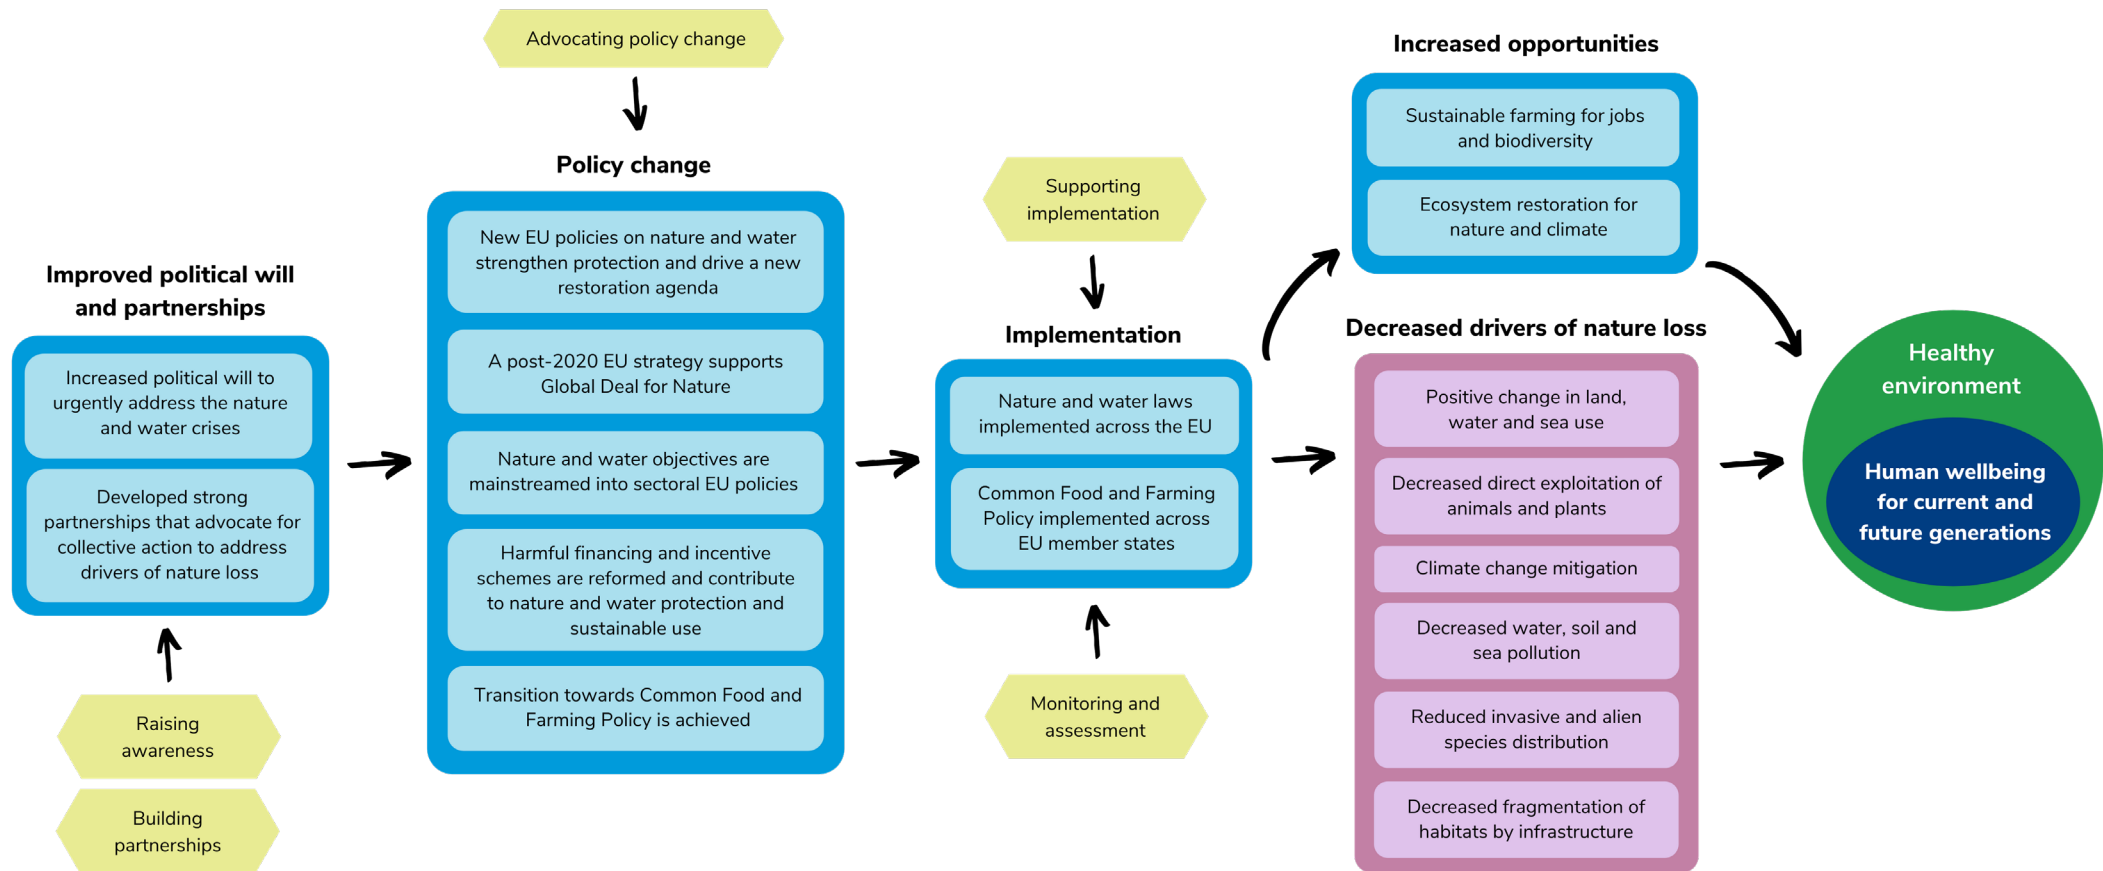 Advocating policy change
Policy change
New EU policies on nature and water
strengthen protection and drive a new
restoration agenda
A post-2020 EU strategy supports
Global Deal for Nature
Nature and water objectives are
mainstreamed into sectoral EU policies
Harmful financing and incentive
schemes are reformed and contribute
to nature and water protection and
sustainable use
Transition towards Common Food and
Farming Policy is achieved
Improved political will
and partnerships
Increased political will to
urgently address the nature
and water crises
Developed strong
partnerships that advocate for
collective action to address
drivers of nature loss
Raising
awareness
Building
partnerships
Supporting
implementation
Implementation
Nature and water laws
implemented across the EU
Common Food and Farming
Policy implemented across
EU member states
Monitoring and
assessment
Increased opportunities
Sustainable farming for jobs
and biodiversity
Ecosystem restoration for
nature and climate
Decreased drivers of nature loss
Positive change in land,
water and sea use
Decreased direct exploitation of
animals and plants
Climate change mitigation
Decreased water, soil and
sea pollution
Reduced invasive and alien
species distribution
Decreased fragmentation of
habitats by infrastructure
Healthy
environment
Human wellbeing
for current and
future generations